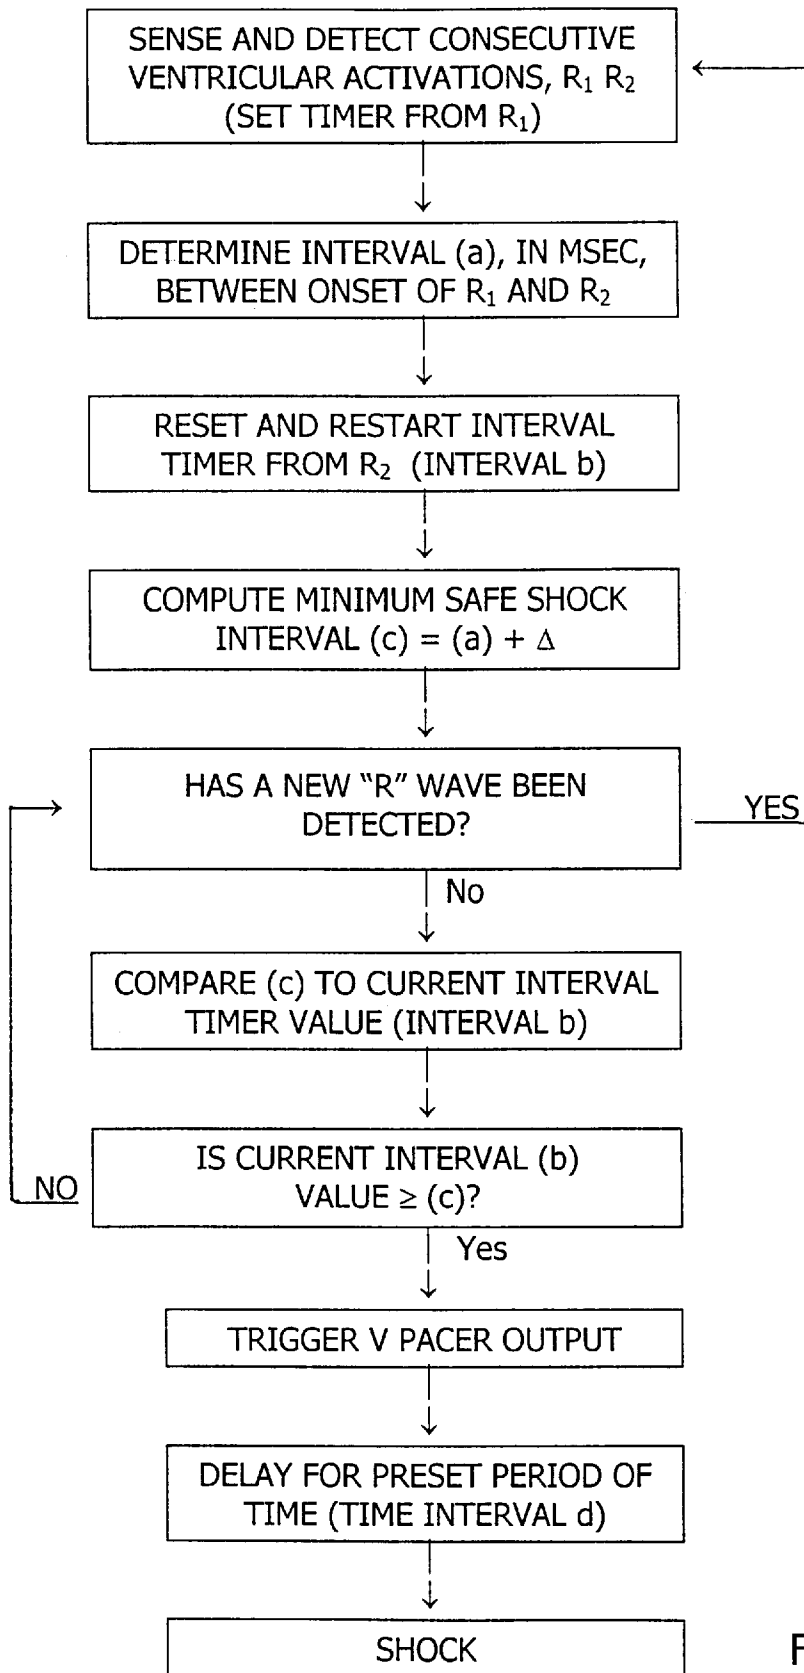 SENSE AND DETECT CONSECUTIVE
VENTRICULAR ACTIVATIONS, R₁ R₂
(SET TIMER FROM R₁)
DETERMINE INTERVAL (a), IN MSEC,
BETWEEN ONSET OF R₁ AND R₂
RESET AND RESTART INTERVAL
TIMER FROM R₂ (INTERVAL b)
COMPUTE MINIMUM SAFE SHOCK
INTERVAL (c) = (a) + Δ
HAS A NEW “R” WAVE BEEN
DETECTED?
YES
No
COMPARE (c) TO CURRENT INTERVAL
TIMER VALUE (INTERVAL b)
IS CURRENT INTERVAL (b)
VALUE ≥ (c)?
NO
Yes
TRIGGER V PACER OUTPUT
DELAY FOR PRESET PERIOD OF
TIME (TIME INTERVAL d)
SHOCK